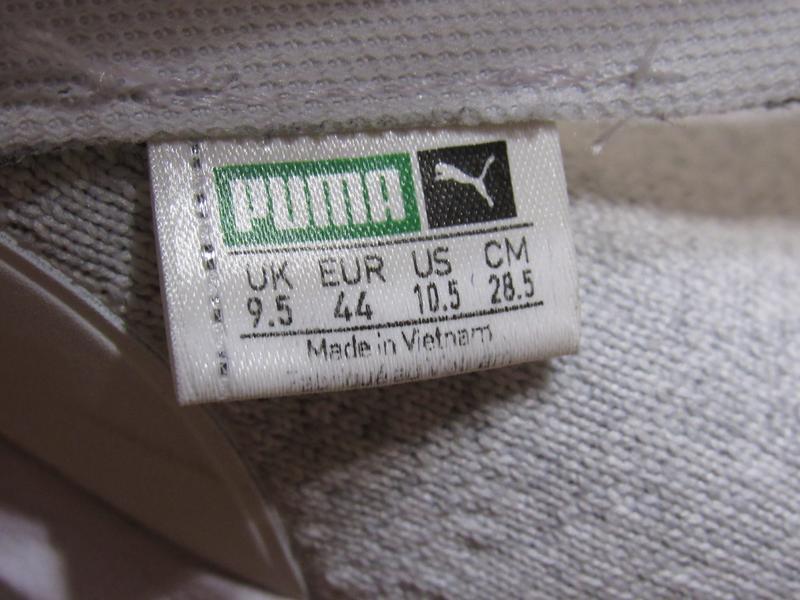 PUMA
UK EUR US CM
9.5 44 10.5 28.5
Made in Vietnam